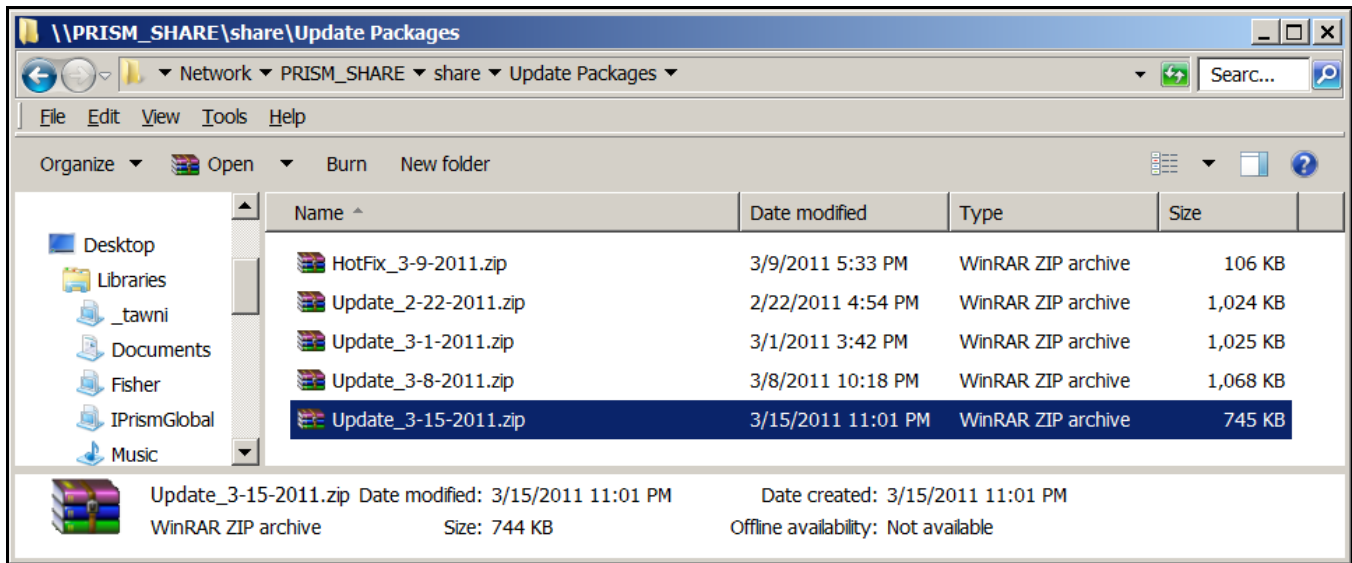 \\PRISM_SHARE\share\Update Packages
Network PRISM_SHARE share Update Packages Searc...
File Edit View Tools Help
Organize Open Burn New folder
Name Date modified Type Size
Desktop
Libraries
_tawni
Documents
Fisher
IPrismGlobal
Music
HotFix_3-9-2011.zip 3/9/2011 5:33 PM WinRAR ZIP archive 106 KB
Update_2-22-2011.zip 2/22/2011 4:54 PM WinRAR ZIP archive 1,024 KB
Update_3-1-2011.zip 3/1/2011 3:42 PM WinRAR ZIP archive 1,025 KB
Update_3-8-2011.zip 3/8/2011 10:18 PM WinRAR ZIP archive 1,068 KB
Update_3-15-2011.zip 3/15/2011 11:01 PM WinRAR ZIP archive 745 KB
Update_3-15-2011.zip Date modified: 3/15/2011 11:01 PM Date created: 3/15/2011 11:01 PM
WinRAR ZIP archive Size: 744 KB Offline availability: Not available